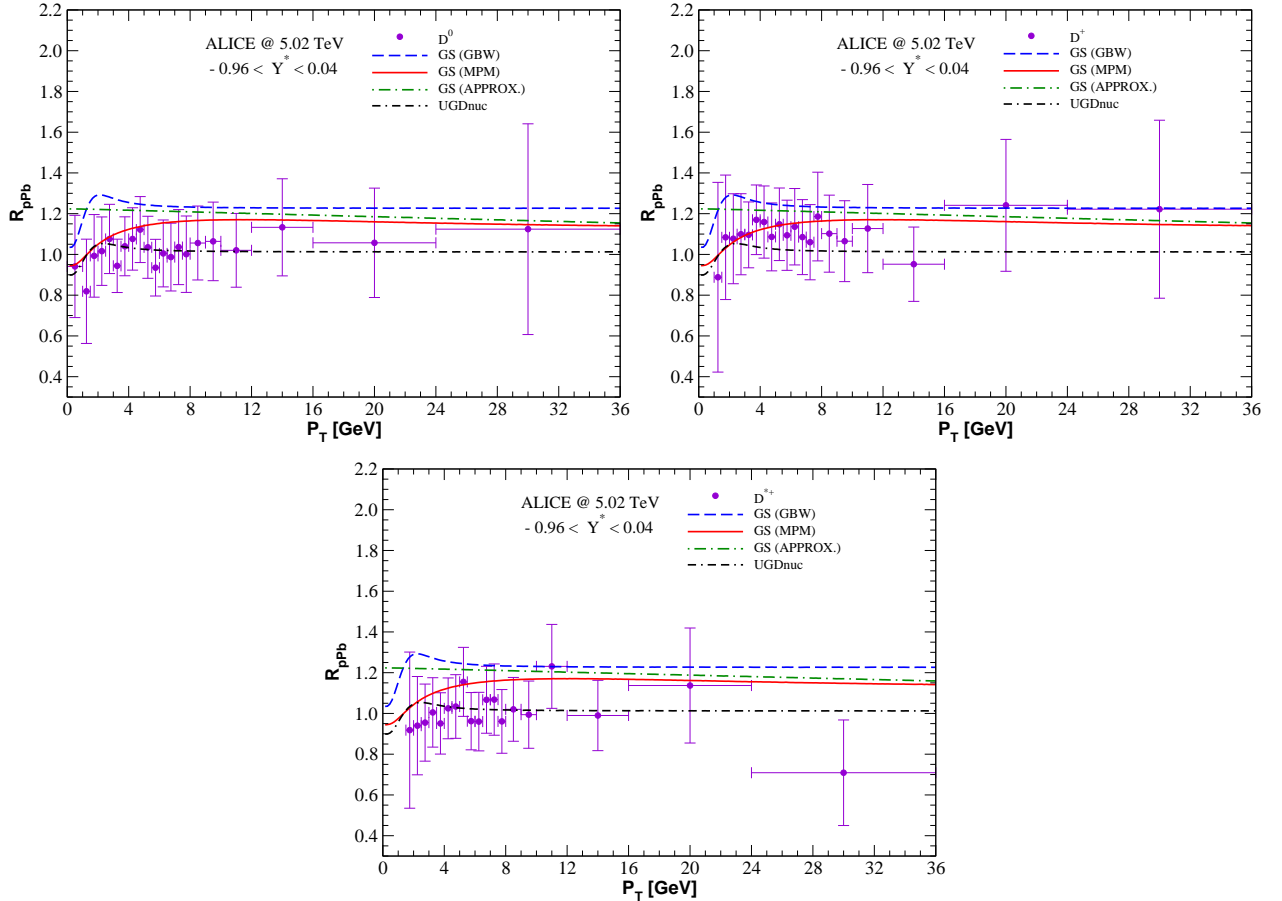 2.2
2.0
1.8
1.6
1.4
1.2
1.0
0.8
0.6
0.4
R_pPb
ALICE @ 5.02 TeV
- 0.96 < Y^* < 0.04
D^0
GS (GBW)
GS (MPM)
GS (APPROX.)
UGDnuc
0 4 8 12 16 20 24 28 32 36
P_T [GeV]
2.2
2.0
1.8
1.6
1.4
1.2
1.0
0.8
0.6
0.4
R_pPb
ALICE @ 5.02 TeV
- 0.96 < Y^* < 0.04
D^+
GS (GBW)
GS (MPM)
GS (APPROX.)
UGDnuc
0 4 8 12 16 20 24 28 32 36
P_T [GeV]
2.2
2.0
1.8
1.6
1.4
1.2
1.0
0.8
0.6
0.4
R_pPb
ALICE @ 5.02 TeV
- 0.96 < Y^* < 0.04
D^{*+}
GS (GBW)
GS (MPM)
GS (APPROX.)
UGDnuc
0 4 8 12 16 20 24 28 32 36
P_T [GeV]